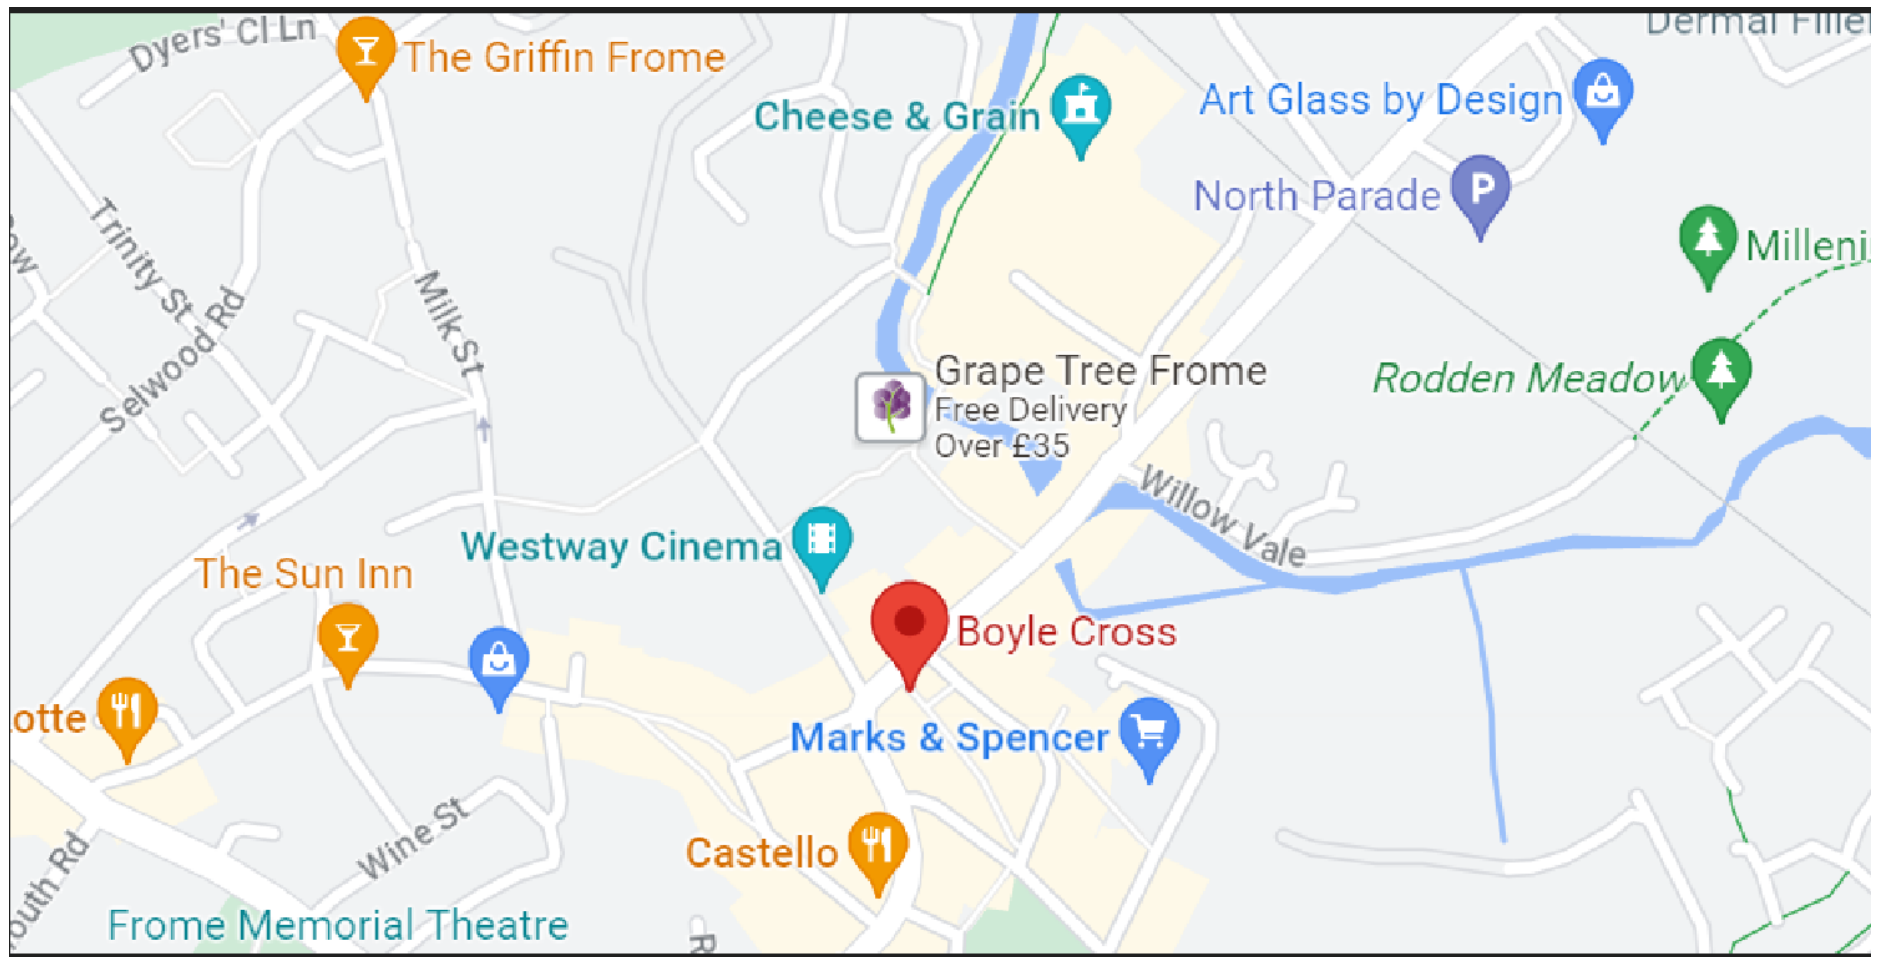 Dyers' Cl Ln
The Griffin Frome
Cheese & Grain
Art Glass by Design
North Parade
P
Milleni
Trinity St
Selwood Rd
Milk St
Grape Tree Frome
Free Delivery
Over £35
Rodden Meadow
Willow Vale
Westway Cinema
The Sun Inn
Boyle Cross
Marks & Spencer
Castello
Wine St
Frome Memorial Theatre